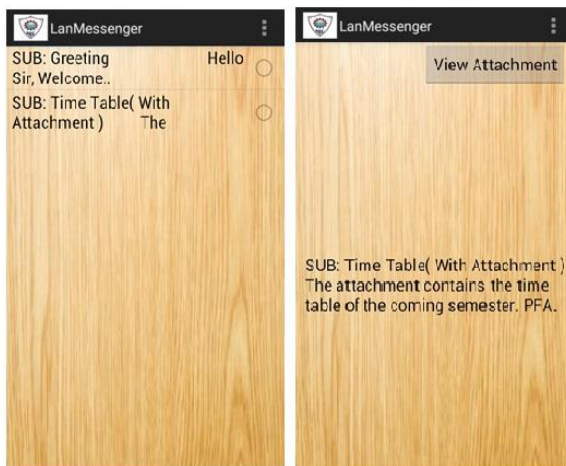 LanMessenger
SUB: Greeting Hello
Sir, Welcome..
SUB: Time Table( With
Attachment ) The
LanMessenger
View Attachment
SUB: Time Table( With Attachment )
The attachment contains the time
table of the coming semester. PFA.